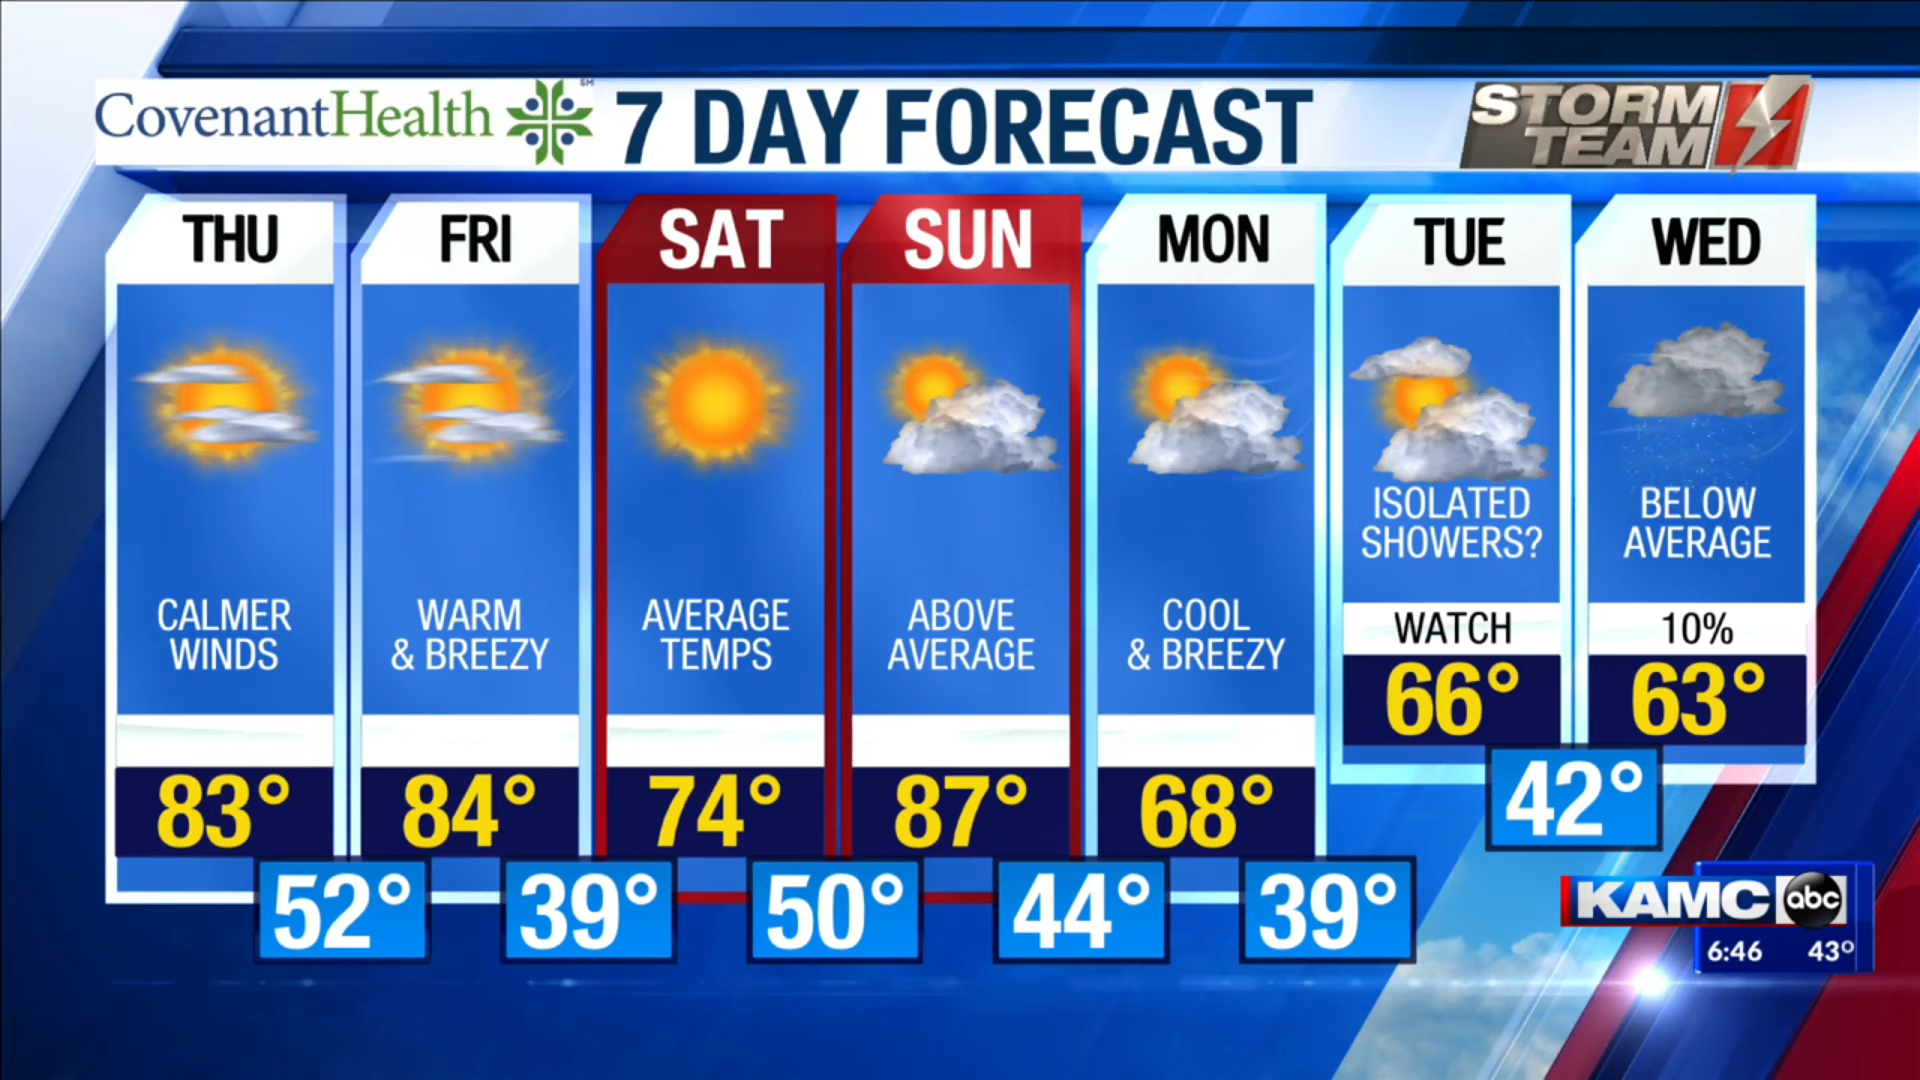 CovenantHealth SM
7 DAY FORECAST
STORM
TEAM
THU
FRI
SAT
SUN
MON
TUE
WED
CALMER
WINDS
WARM
& BREEZY
AVERAGE
TEMPS
ABOVE
AVERAGE
COOL
& BREEZY
ISOLATED
SHOWERS?
BELOW
AVERAGE
WATCH
10%
83°
84°
74°
87°
68°
66°
63°
52°
39°
50°
44°
39°
42°
KAMC abc
6:46 43°